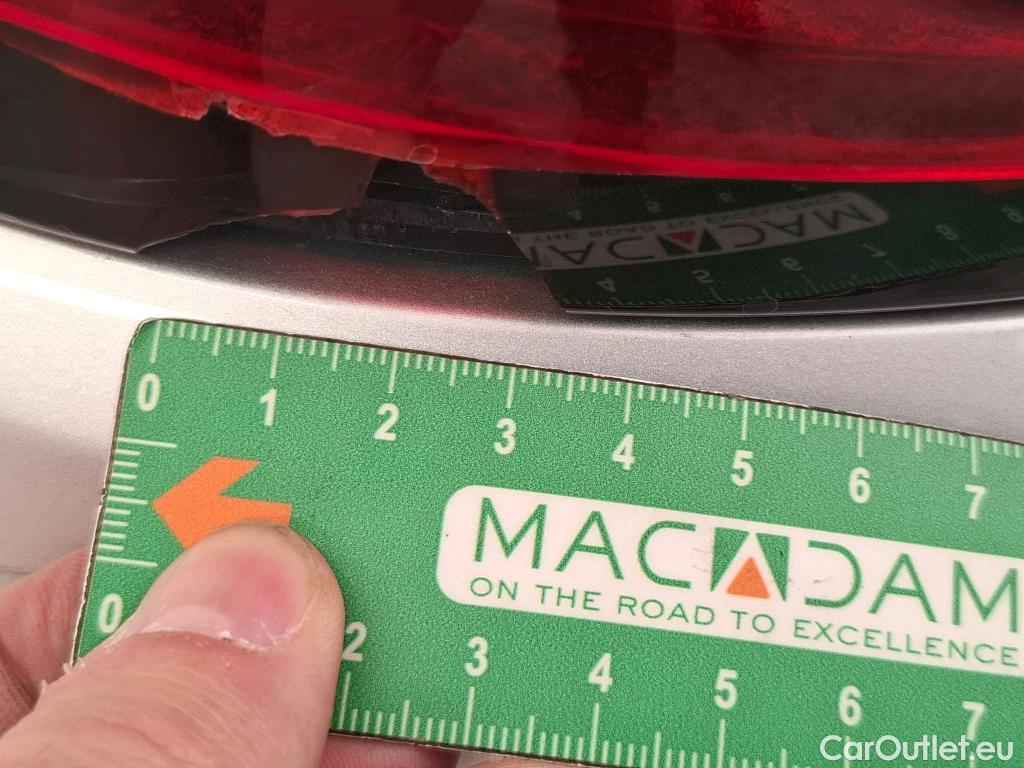 0 1 2 3 4 5 6 7
MACADAM
ON THE ROAD TO EXCELLENCE
0 2 3 4 5 6 7
CarOutlet.eu